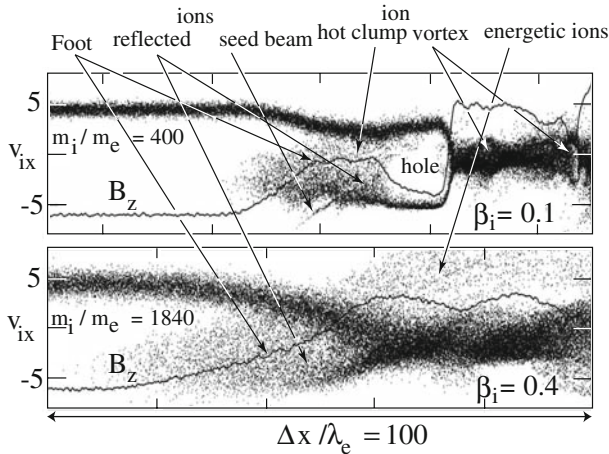 ions ion
Foot reflected seed beam hot clump vortex energetic ions
5
v_ix
-5
m_i / m_e = 400
B_z
hole
β_i = 0.1
5
v_ix
-5
m_i / m_e = 1840
B_z
β_i = 0.4
Δx / λ_e = 100